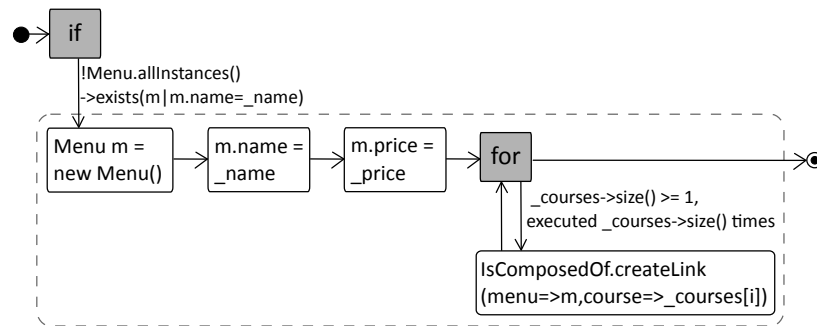 if
!Menu.allInstances()
->exists(m|m.name=_name)
Menu m =
new Menu()
m.name =
_name
m.price =
_price
for
_courses->size() >= 1,
executed _courses->size() times
IsComposedOf.createLink
(menu=>m,course=>_courses[i])